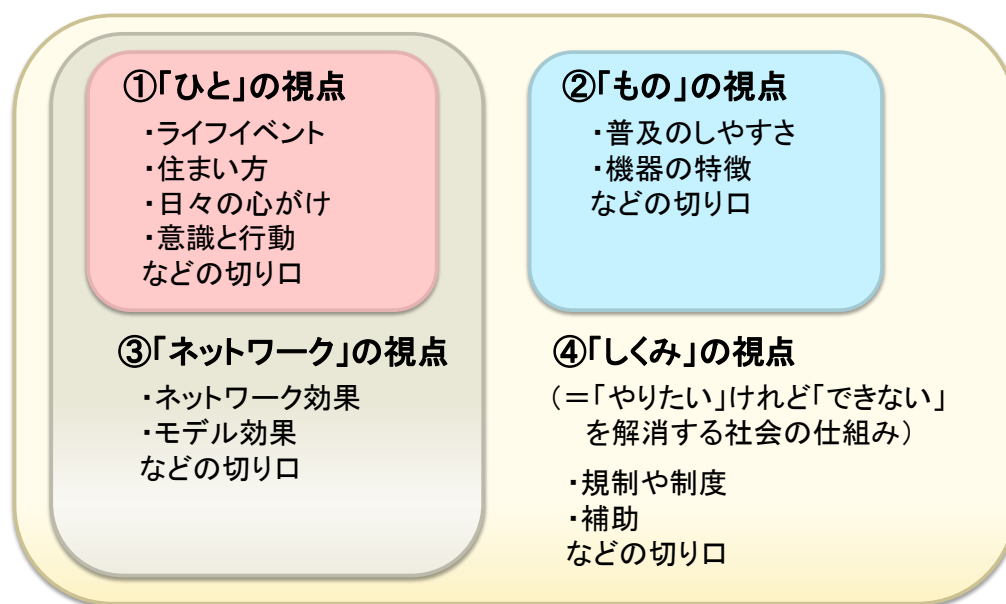 ①「ひと」の視点
・ライフイベント
・住まい方
・日々の心がけ
・意識と行動
などの切り口
②「もの」の視点
・普及のしやすさ
・機器の特徴
などの切り口
③「ネットワーク」の視点
・ネットワーク効果
・モデル効果
などの切り口
④「しくみ」の視点
（＝「やりたい」けれど「できない」
を解消する社会の仕組み）
・規制や制度
・補助
などの切り口